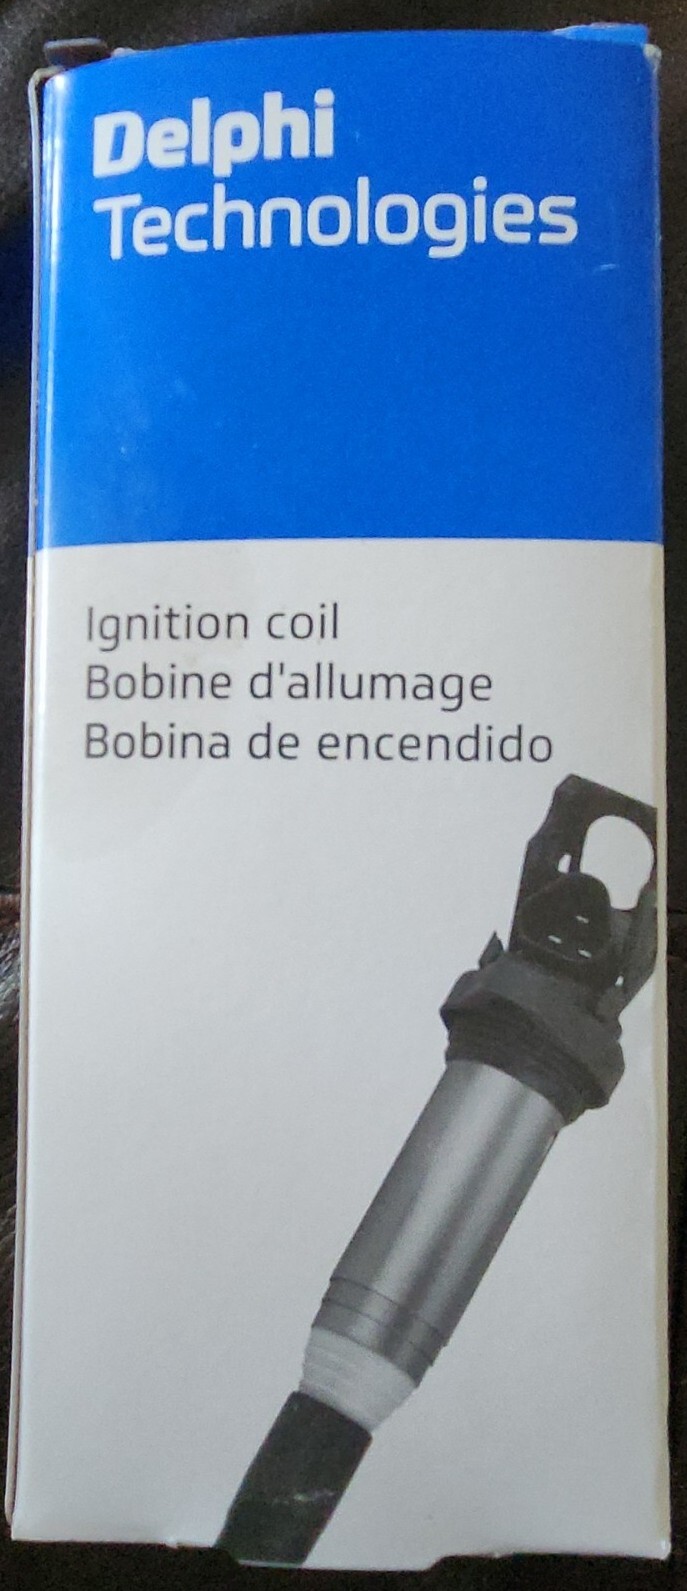 Delphi
Technologies
Ignition coil
Bobine d'allumage
Bobina de encendido